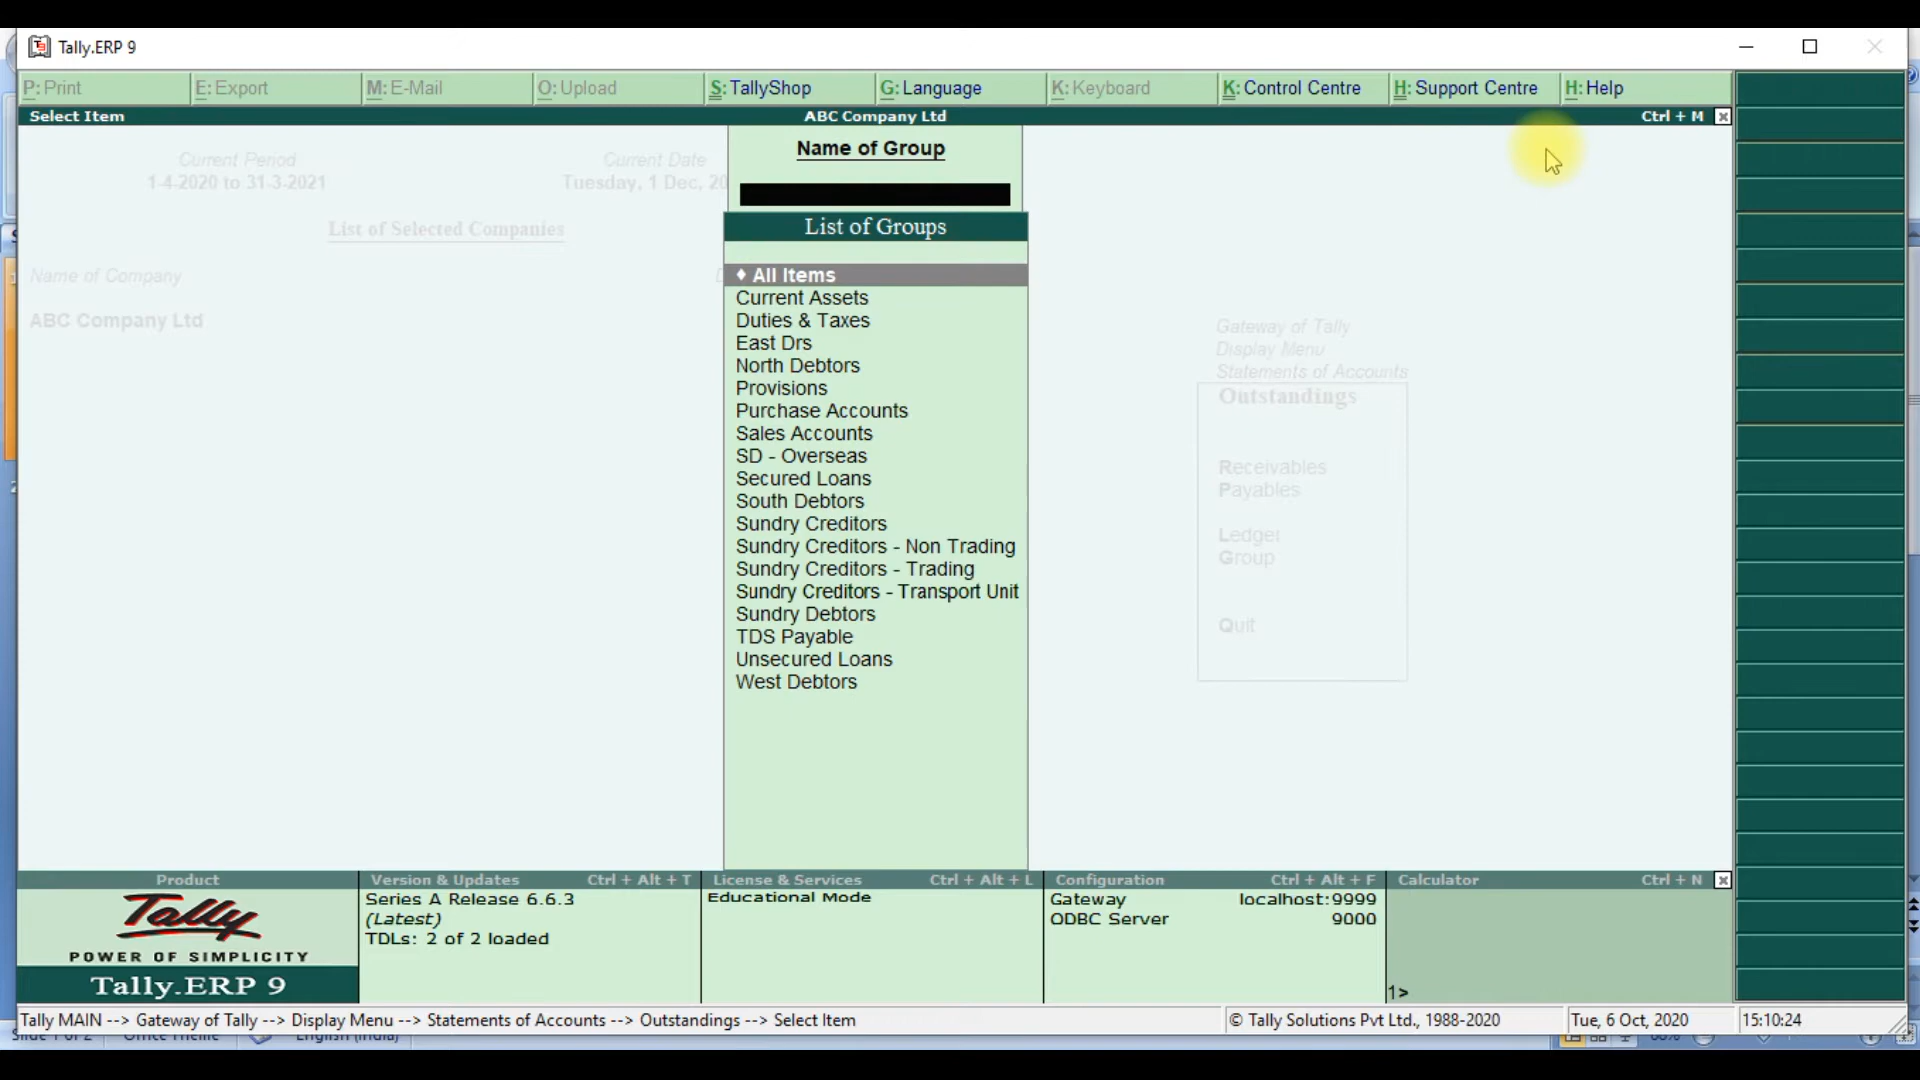 Tally.ERP 9
P: Print
E: Export
M: E-Mail
O: Upload
S: TallyShop
G: Language
K: Keyboard
K: Control Centre
H: Support Centre
H: Help
Select Item
ABC Company Ltd
Ctrl + M
Current Period
1-4-2020 to 31-3-2021
Current Date
Tuesday, 1 Dec, 20
List of Selected Companies
Name of Company
ABC Company Ltd
Name of Group
List of Groups
♦ All Items
Current Assets
Duties & Taxes
East Drs
North Debtors
Provisions
Purchase Accounts
Sales Accounts
SD - Overseas
Secured Loans
South Debtors
Sundry Creditors
Sundry Creditors - Non Trading
Sundry Creditors - Trading
Sundry Creditors - Transport Unit
Sundry Debtors
TDS Payable
Unsecured Loans
West Debtors
Gateway of Tally
Display Menu
Statements of Accounts
Outstandings
Receivables
Payables
Ledger
Group
Quit
Product
Tally
POWER OF SIMPLICITY
Tally.ERP 9
Version & Updates Ctrl + Alt + T
Series A Release 6.6.3
(Latest)
TDLs: 2 of 2 loaded
License & Services Ctrl + Alt + L
Educational Mode
Configuration Ctrl + Alt + F
Gateway localhost:9999
ODBC Server 9000
Calculator Ctrl + N
1>
Tally MAIN --> Gateway of Tally --> Display Menu --> Statements of Accounts --> Outstandings --> Select Item
© Tally Solutions Pvt Ltd., 1988-2020
Tue, 6 Oct, 2020
15:10:24